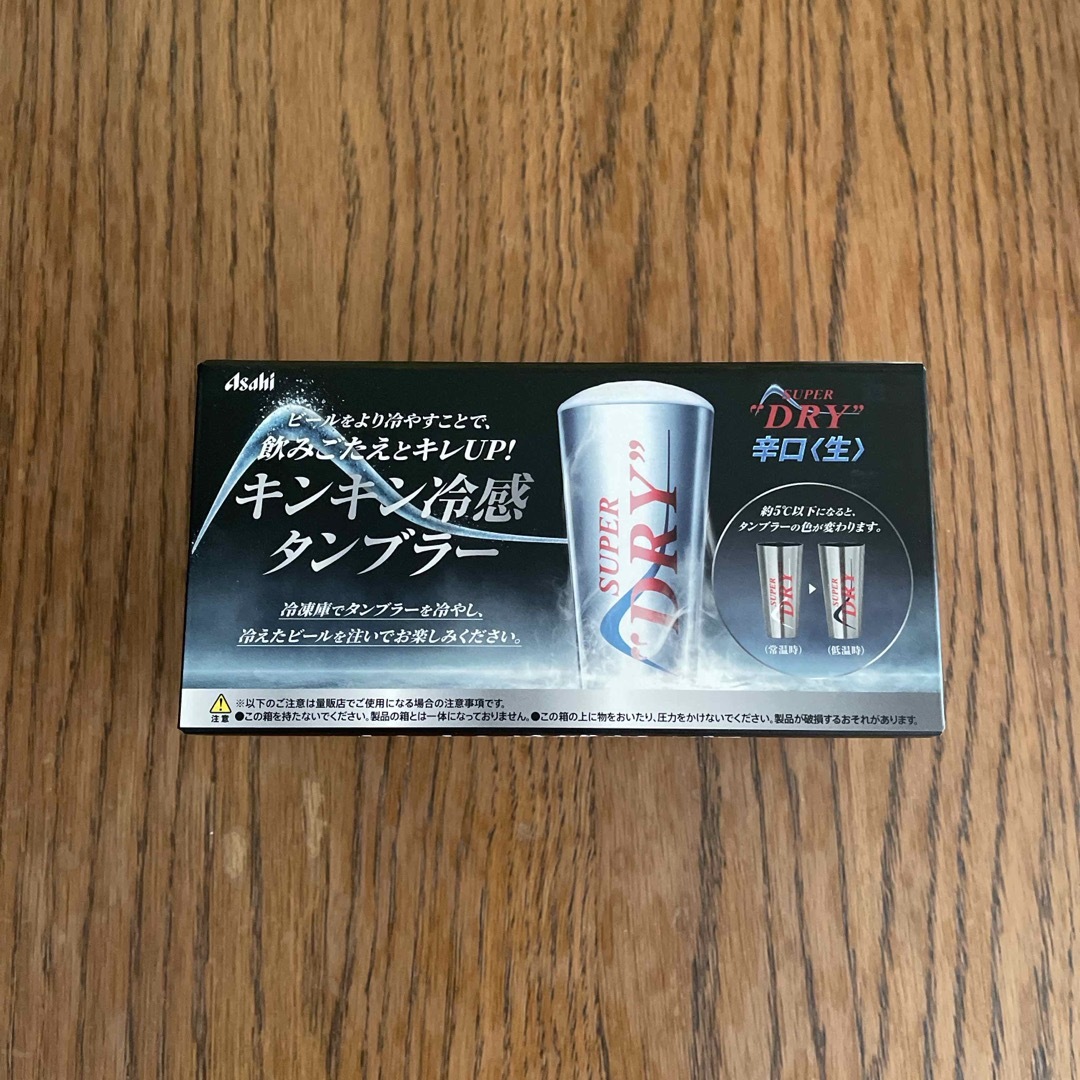 Asahi
ビールをより冷やすことで、
飲みごたえとキレUP!
キンキン冷感
タンブラー
冷凍庫でタンブラーを冷やし、
冷えたビールを注いでお楽しみください。
SUPER
“DRY”
SUPER
“DRY”
辛口〈生〉
約5℃以下になると、
タンブラーの色が変わります。
SUPER
DRY
SUPER
DRY
(常温時)
(低温時)
注意
※以下のご注意は量販店でご使用になる場合の注意事項です。
●この箱を持たないでください。製品の箱とは一体になっておりません。●この箱の上に物をおいたり、圧力をかけないでください。製品が破損するおそれがあります。